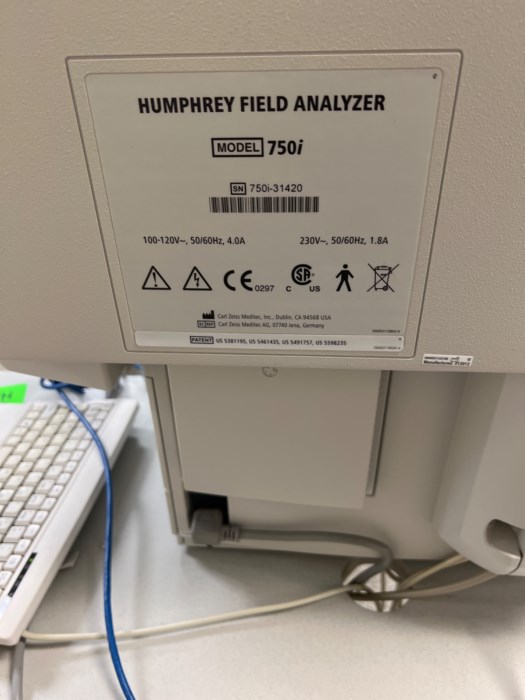 HUMPHREY FIELD ANALYZER
MODEL 750i
SN 750i-31420
100-120V~, 50/60Hz, 4.0A 230V~, 50/60Hz, 1.8A
CE 0297 C US
Carl Zeiss Meditec, Inc., Dublin, CA 94568 USA
EC REP Carl Zeiss Meditec AG, 07740 Jena, Germany
PATENT US 5381195, US 5461435, US 5491757, US 5598235